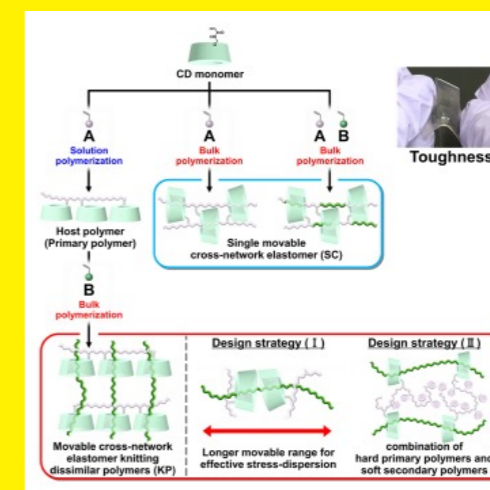 CD monomer
A
Solution
polymerization
A
Bulk
polymerization
A B
Bulk
polymerization
Toughness
Host polymer
(Primary polymer)
Single movable
cross-network elastomer (SC)
B
Bulk
polymerization
Movable cross-network
elastomer knitting
dissimilar polymers (KP)
Design strategy (Ⅰ)
Longer movable range for
effective stress-dispersion
Design strategy (Ⅱ)
combination of
hard primary polymers and
soft secondary polymers